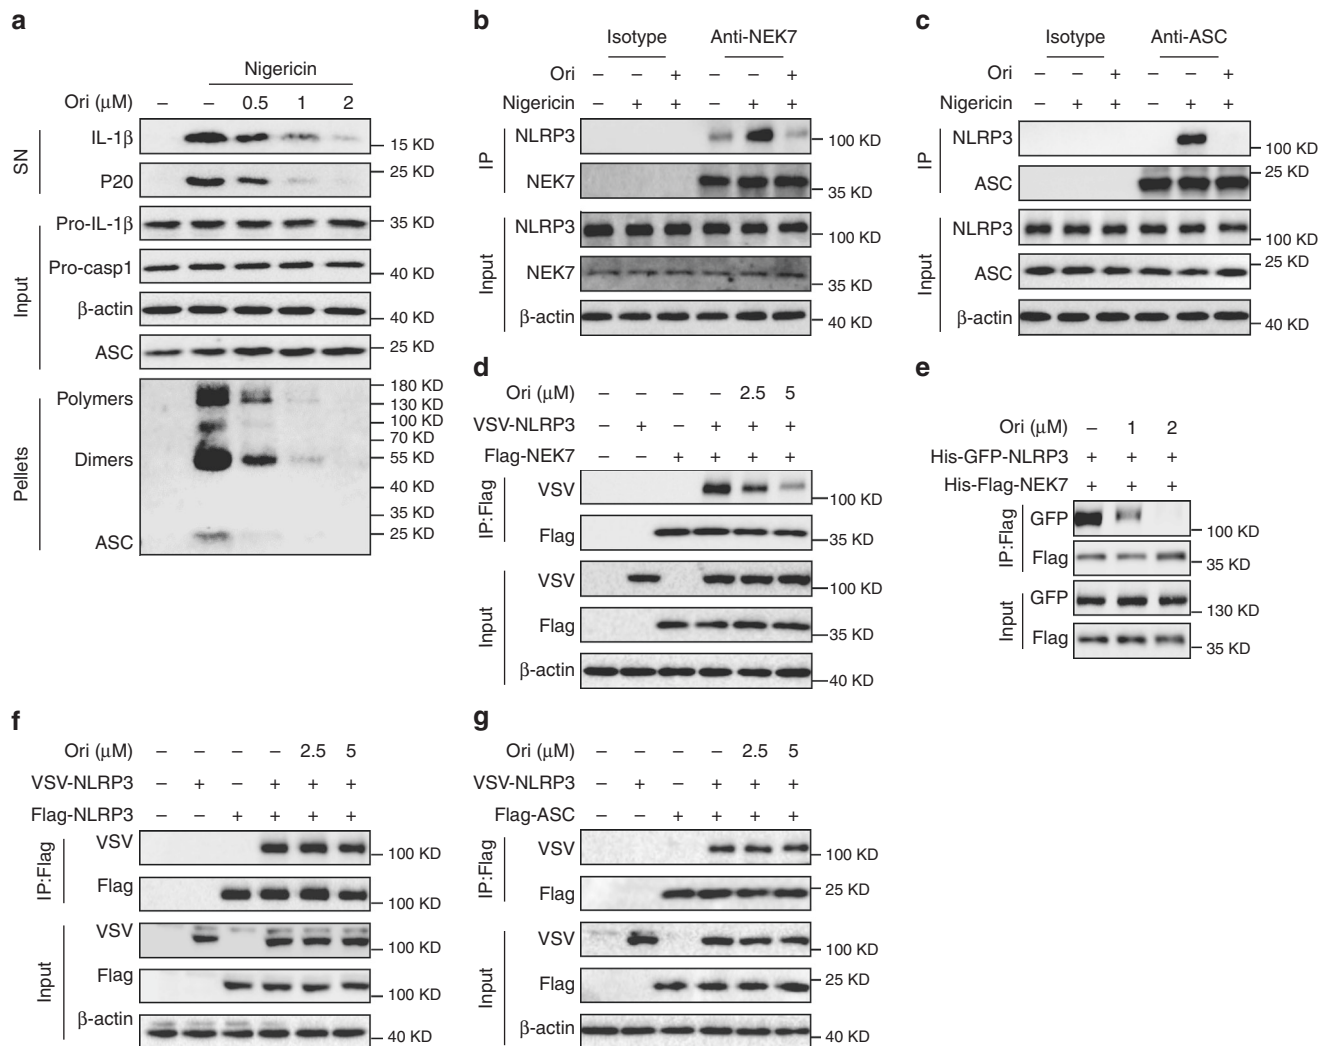 a
Nigericin
Ori (μM) – – 0.5 1 2
SN
IL-1β
15 KD
P20
25 KD
Input
Pro-IL-1β
35 KD
Pro-casp1
40 KD
β-actin
40 KD
ASC
25 KD
Pellets
Polymers
Dimers
ASC
180 KD
130 KD
100 KD
70 KD
55 KD
40 KD
35 KD
25 KD
b
Isotype Anti-NEK7
Ori – – + – – +
Nigericin – + + – + +
IP
NLRP3
100 KD
NEK7
35 KD
Input
NLRP3
100 KD
NEK7
35 KD
β-actin
40 KD
c
Isotype Anti-ASC
Ori – – + – – +
Nigericin – + + – + +
IP
NLRP3
100 KD
ASC
25 KD
Input
NLRP3
100 KD
ASC
25 KD
β-actin
40 KD
d
Ori (μM) – – – – 2.5 5
VSV-NLRP3 – + – + + +
Flag-NEK7 – – + + + +
IP:Flag
VSV
100 KD
Flag
35 KD
Input
VSV
100 KD
Flag
35 KD
β-actin
40 KD
e
Ori (μM) – 1 2
His-GFP-NLRP3 + + +
His-Flag-NEK7 + + +
IP:Flag
GFP
100 KD
Flag
35 KD
Input
GFP
130 KD
Flag
35 KD
f
Ori (μM) – – – – 2.5 5
VSV-NLRP3 – + – + + +
Flag-NLRP3 – – + + + +
IP:Flag
VSV
100 KD
Flag
100 KD
Input
VSV
100 KD
Flag
100 KD
β-actin
40 KD
g
Ori (μM) – – – – 2.5 5
VSV-NLRP3 – + – + + +
Flag-ASC – – + + + +
IP:Flag
VSV
100 KD
Flag
25 KD
Input
VSV
100 KD
Flag
25 KD
β-actin
40 KD